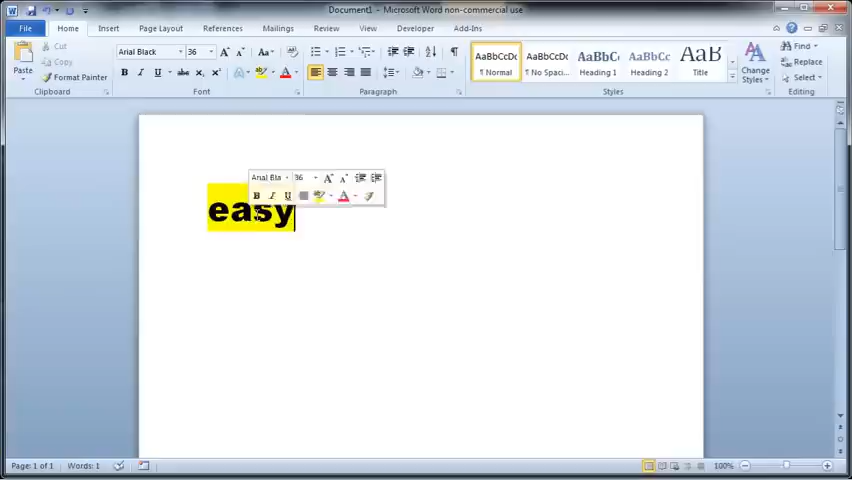 Document1 - Microsoft Word non-commercial use
File Home Insert Page Layout References Mailings Review View Developer Add-Ins
Cut
Copy
Format Painter
Paste
Clipboard
Arial Black 36
Font
Paragraph
AaBbCcDc AaBbCcDc AaBbC AaBbCc AaB
¶ Normal ¶ No Spaci... Heading 1 Heading 2 Title
Change
Styles
Styles
Find
Replace
Select
Editing
Arial Bla 36
easy
Page: 1 of 1 Words: 1 100%